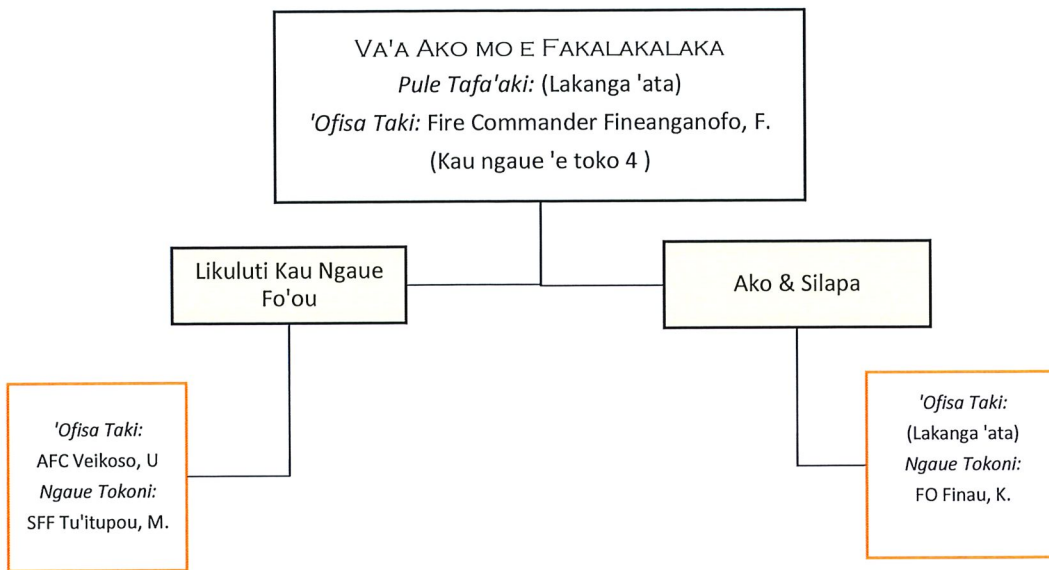 VA'A AKO MO E FAKALAKALAKA
Pule Tafa'aki: (Lakanga 'ata)
'Ofisa Taki: Fire Commander Fineanganofo, F.
(Kau ngaue 'e toko 4 )
Likuluti Kau Ngaue
Fo'ou
Ako & Silapa
'Ofisa Taki:
AFC Veikoso, U
Ngaue Tokoni:
SFF Tu'itupou, M.
'Ofisa Taki:
(Lakanga 'ata)
Ngaue Tokoni:
FO Finau, K.